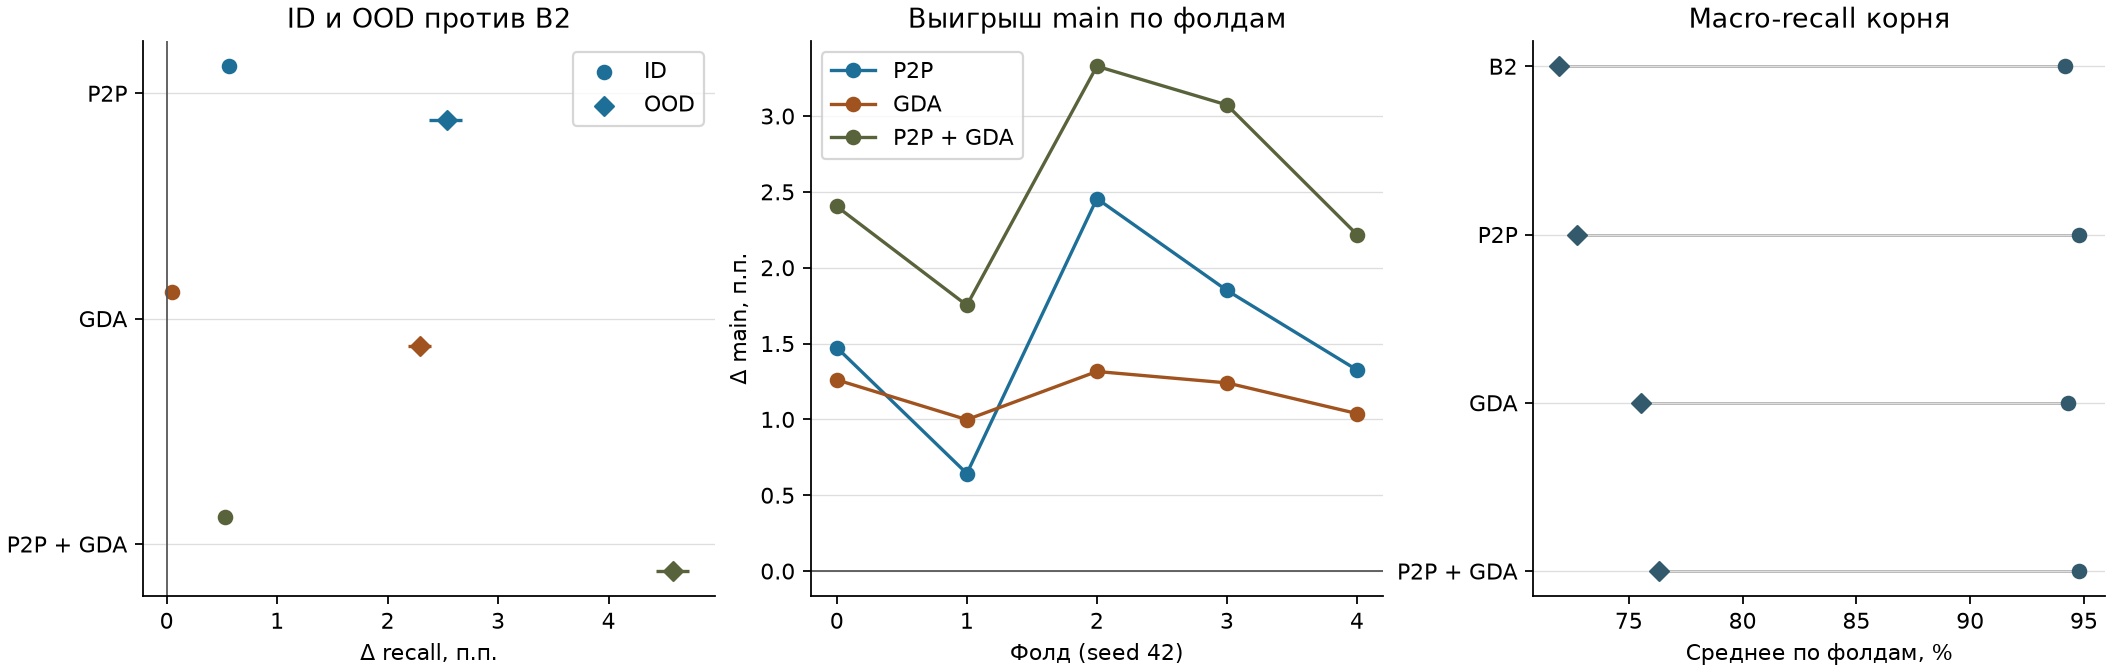 ID и OOD против B2
ID
OOD
P2P
GDA
P2P + GDA
0 1 2 3 4
Δ recall, п.п.
Выигрыш main по фолдам
P2P
GDA
P2P + GDA
Δ main, п.п.
3.0
2.5
2.0
1.5
1.0
0.5
0.0
0 1 2 3 4
Фолд (seed 42)
Macro-recall корня
B2
P2P
GDA
P2P + GDA
75 80 85 90 95
Среднее по фолдам, %